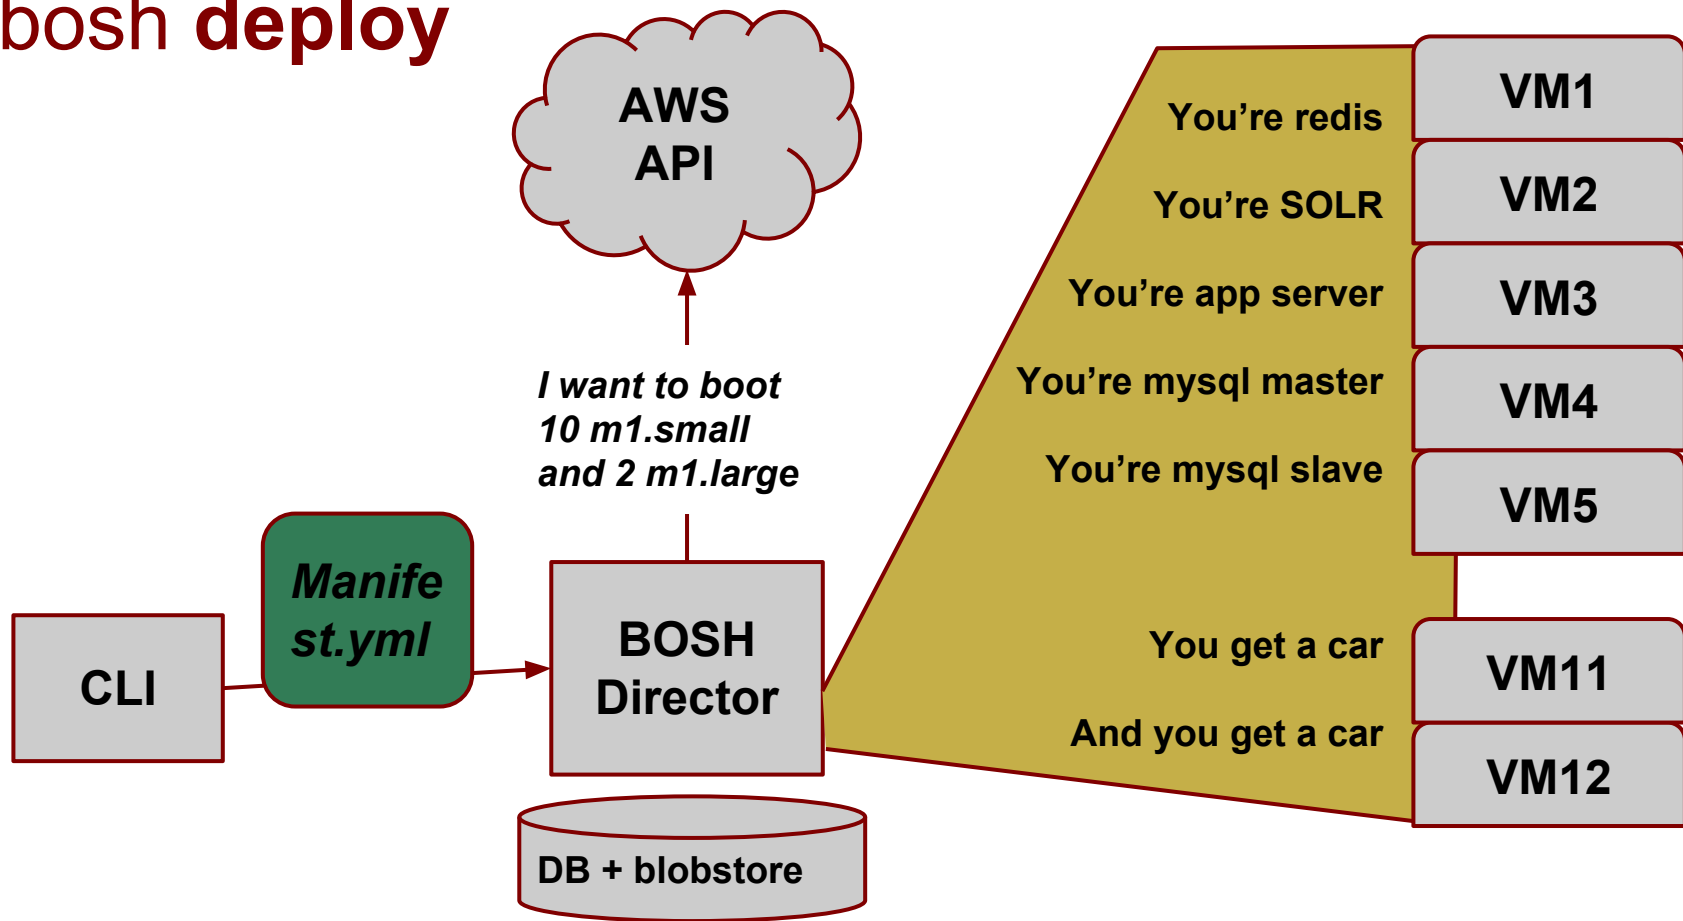 bosh deploy
AWS
API
I want to boot
10 m1.small
and 2 m1.large
CLI
Manife
st.yml
BOSH
Director
DB + blobstore
You’re redis
You’re SOLR
You’re app server
You’re mysql master
You’re mysql slave
You get a car
And you get a car
VM1
VM2
VM3
VM4
VM5
VM11
VM12